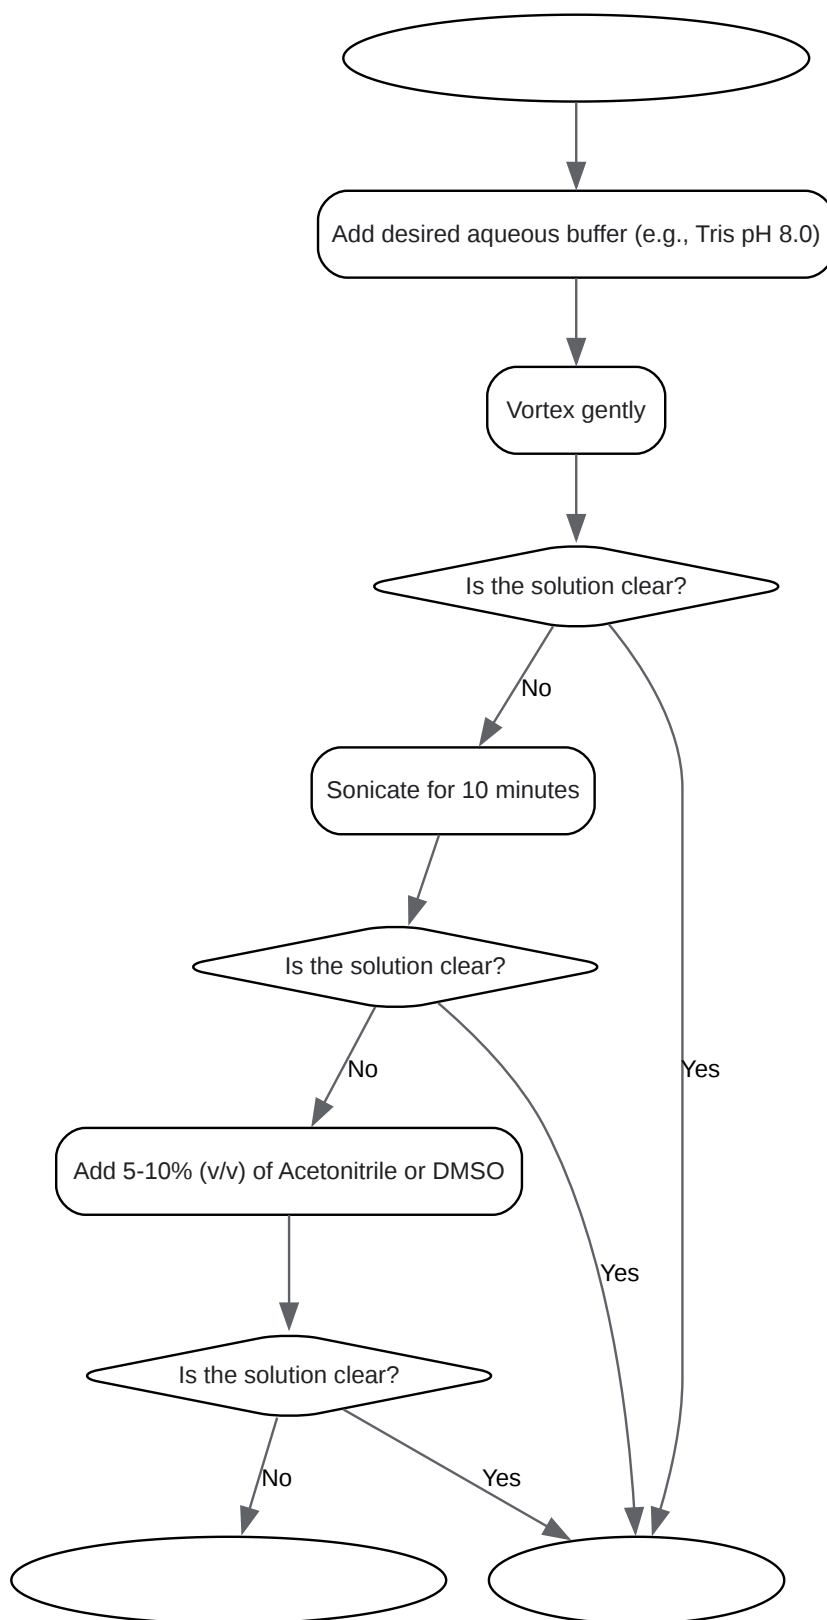 Add desired aqueous buffer (e.g., Tris pH 8.0)
Vortex gently
Is the solution clear?
No
Sonicate for 10 minutes
Is the solution clear?
No
Yes
Add 5-10% (v/v) of Acetonitrile or DMSO
Yes
Is the solution clear?
No
Yes